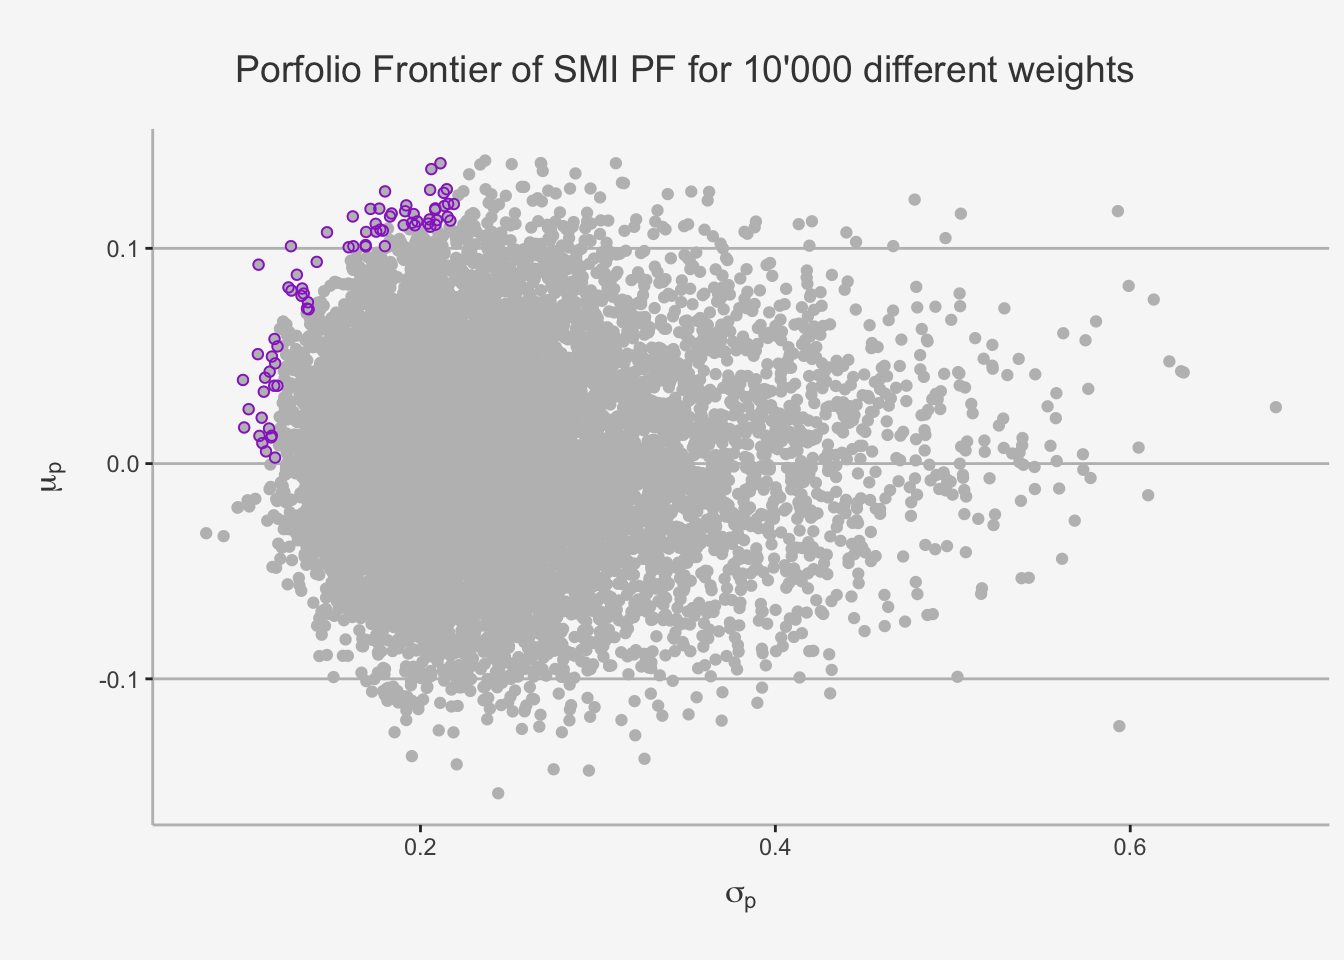 Porfolio Frontier of SMI PF for 10'000 different weights
0.1
0.0
-0.1
μp
0.2 0.4 0.6
σp